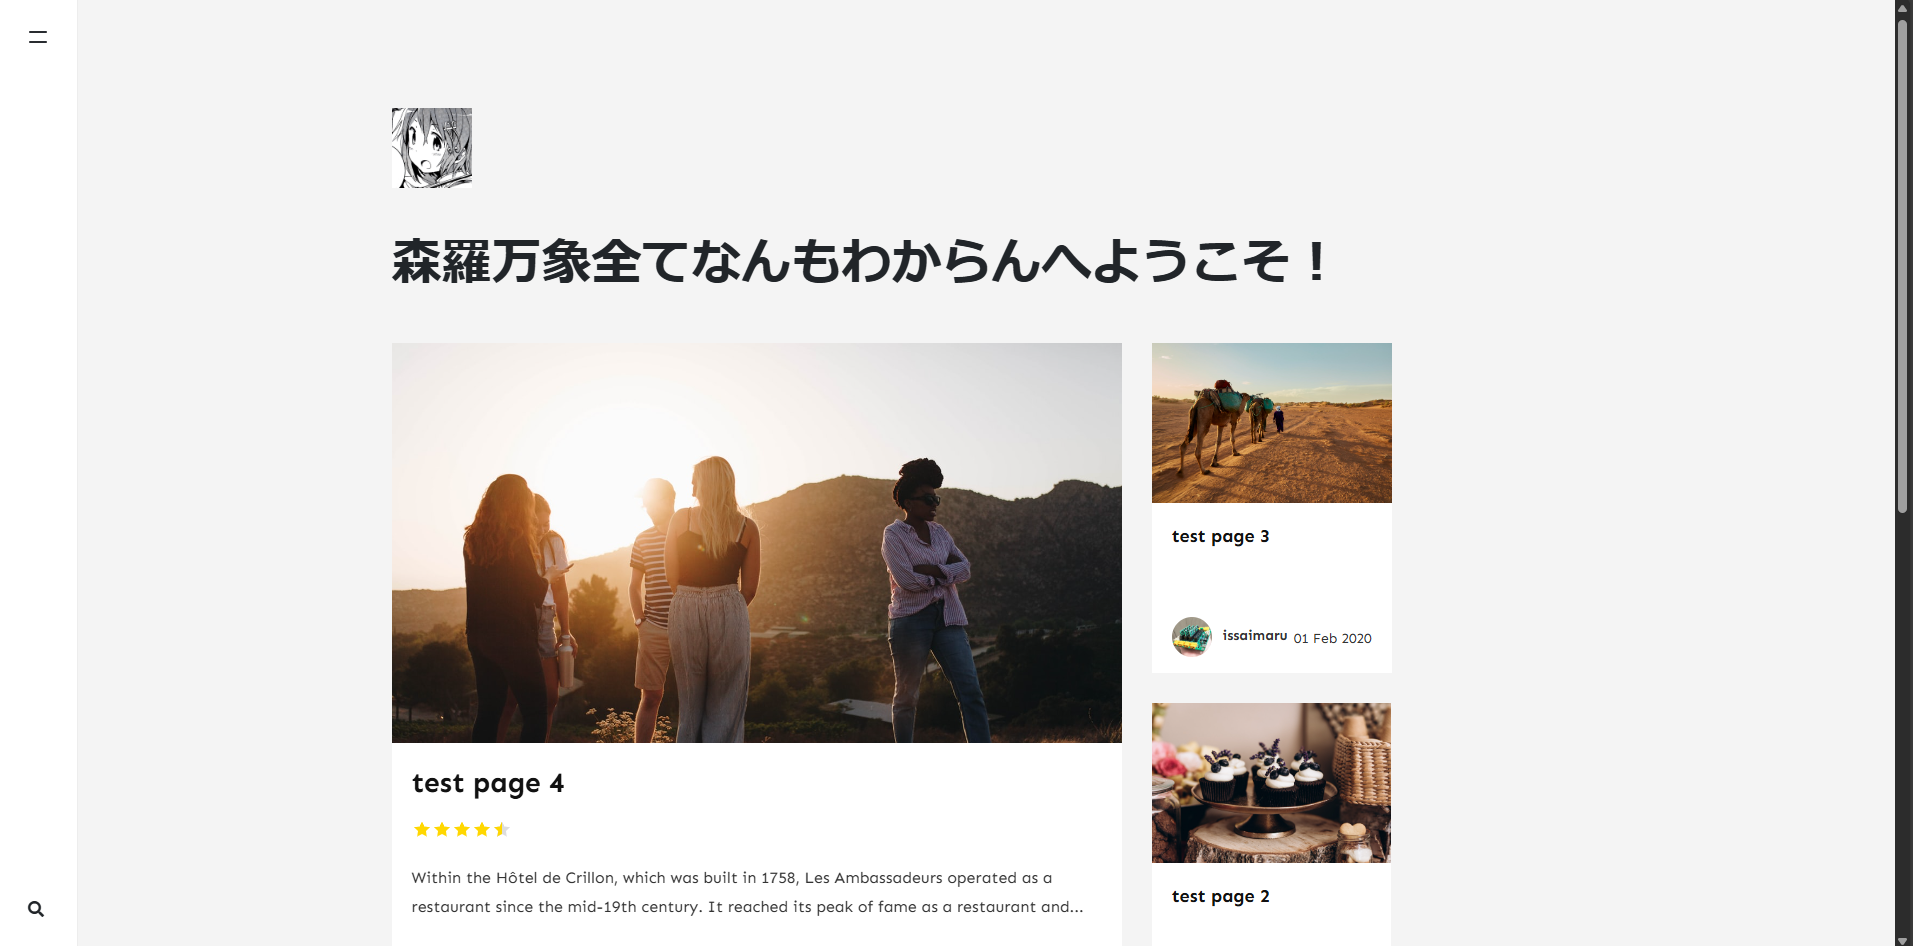 森羅万象全てなんもわからんへようこそ！
test page 4
Within the Hôtel de Crillon, which was built in 1758, Les Ambassadeurs operated as a
restaurant since the mid-19th century. It reached its peak of fame as a restaurant and...
test page 3
issaimaru 01 Feb 2020
test page 2